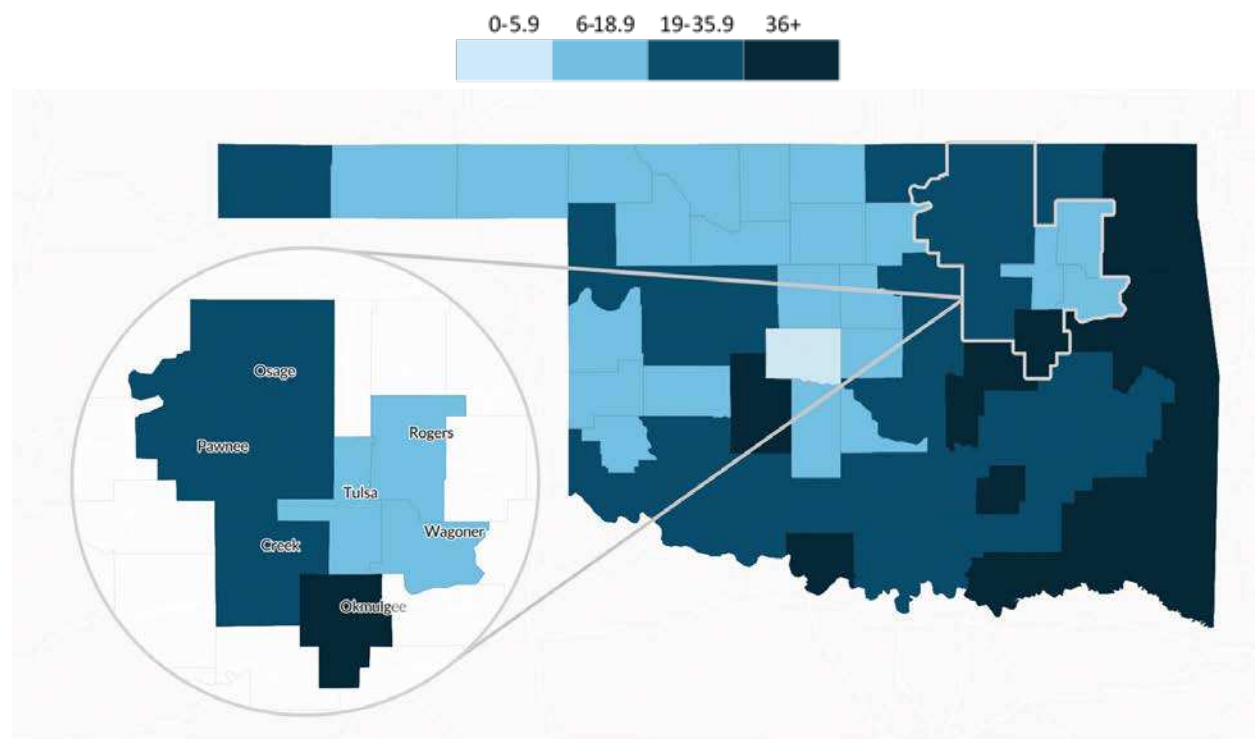 0-5.9 6-18.9 19-35.9 36+
Osage
Rogers
Pawnee
Tulsa
Wagoner
Creek
Okmulgee